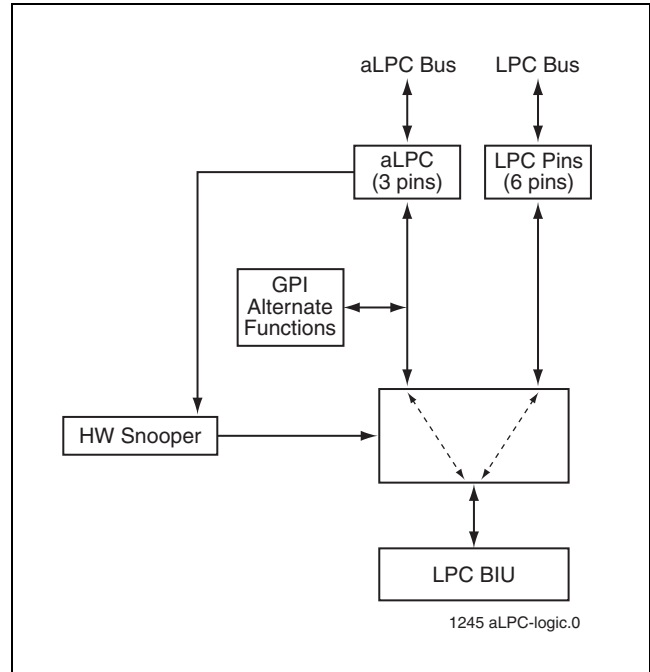 aLPC Bus
LPC Bus
aLPC
(3 pins)
LPC Pins
(6 pins)
GPI
Alternate
Functions
HW Snooper
LPC BIU
1245 aLPC-logic.0